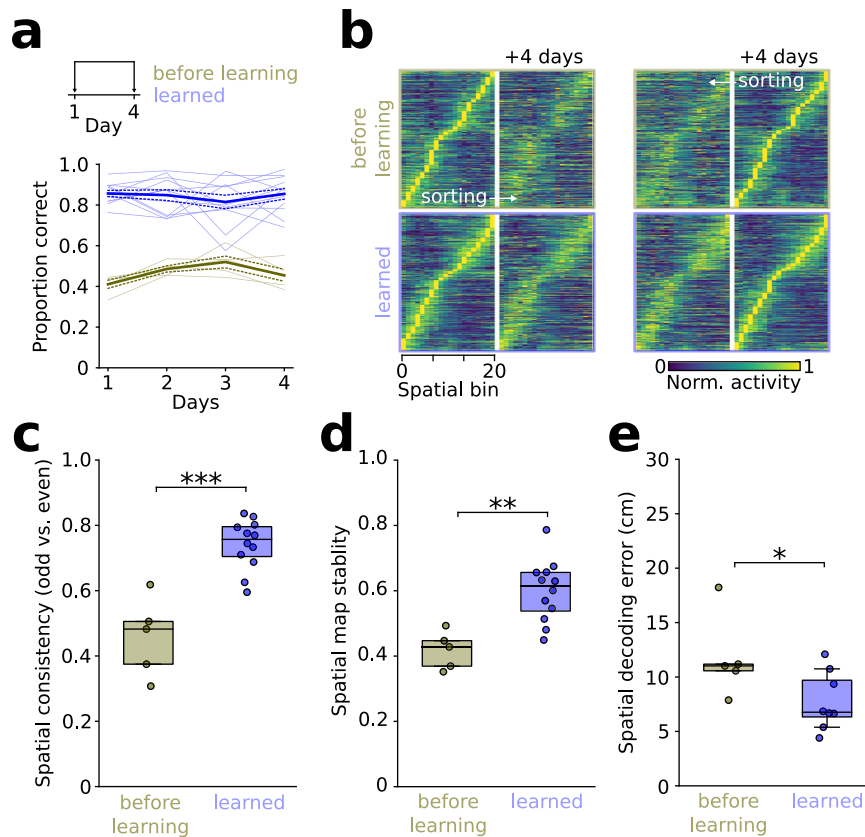 a
before learning
learned
1 4
Day
1.0
0.8
0.6
0.4
0.2
0
Proportion correct
1 2 3 4
Days
b
+4 days
+4 days
before
learning
sorting
sorting
learned
0 20
Spatial bin
0 1
Norm. activity
c
Spatial consistency (odd vs. even)
1.0
0.8
0.6
0.4
0.2
0
***
before
learning
learned
d
Spatial map stablity
1.0
0.8
0.6
0.4
0.2
0
**
before
learning
learned
e
Spatial decoding error (cm)
30
25
20
15
10
5
0
*
before
learning
learned